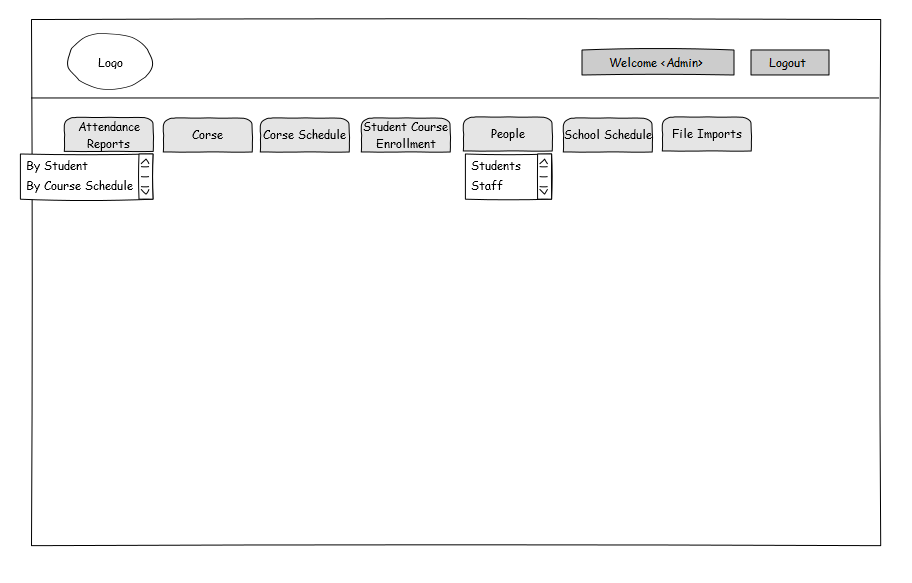 Logo
Welcome <Admin>
Logout
Attendance
Reports
Corse
Corse Schedule
Student Course
Enrollment
People
School Schedule
File Imports
By Student
By Course Schedule
Students
Staff